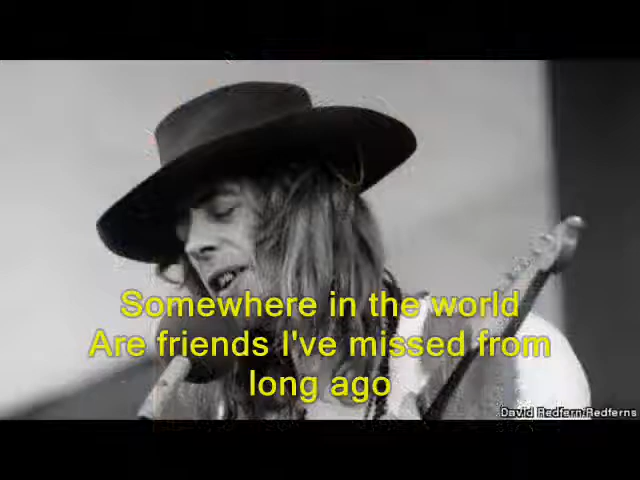 Somewhere in the world
Are friends I've missed from
long ago
David Redfern/Redferns